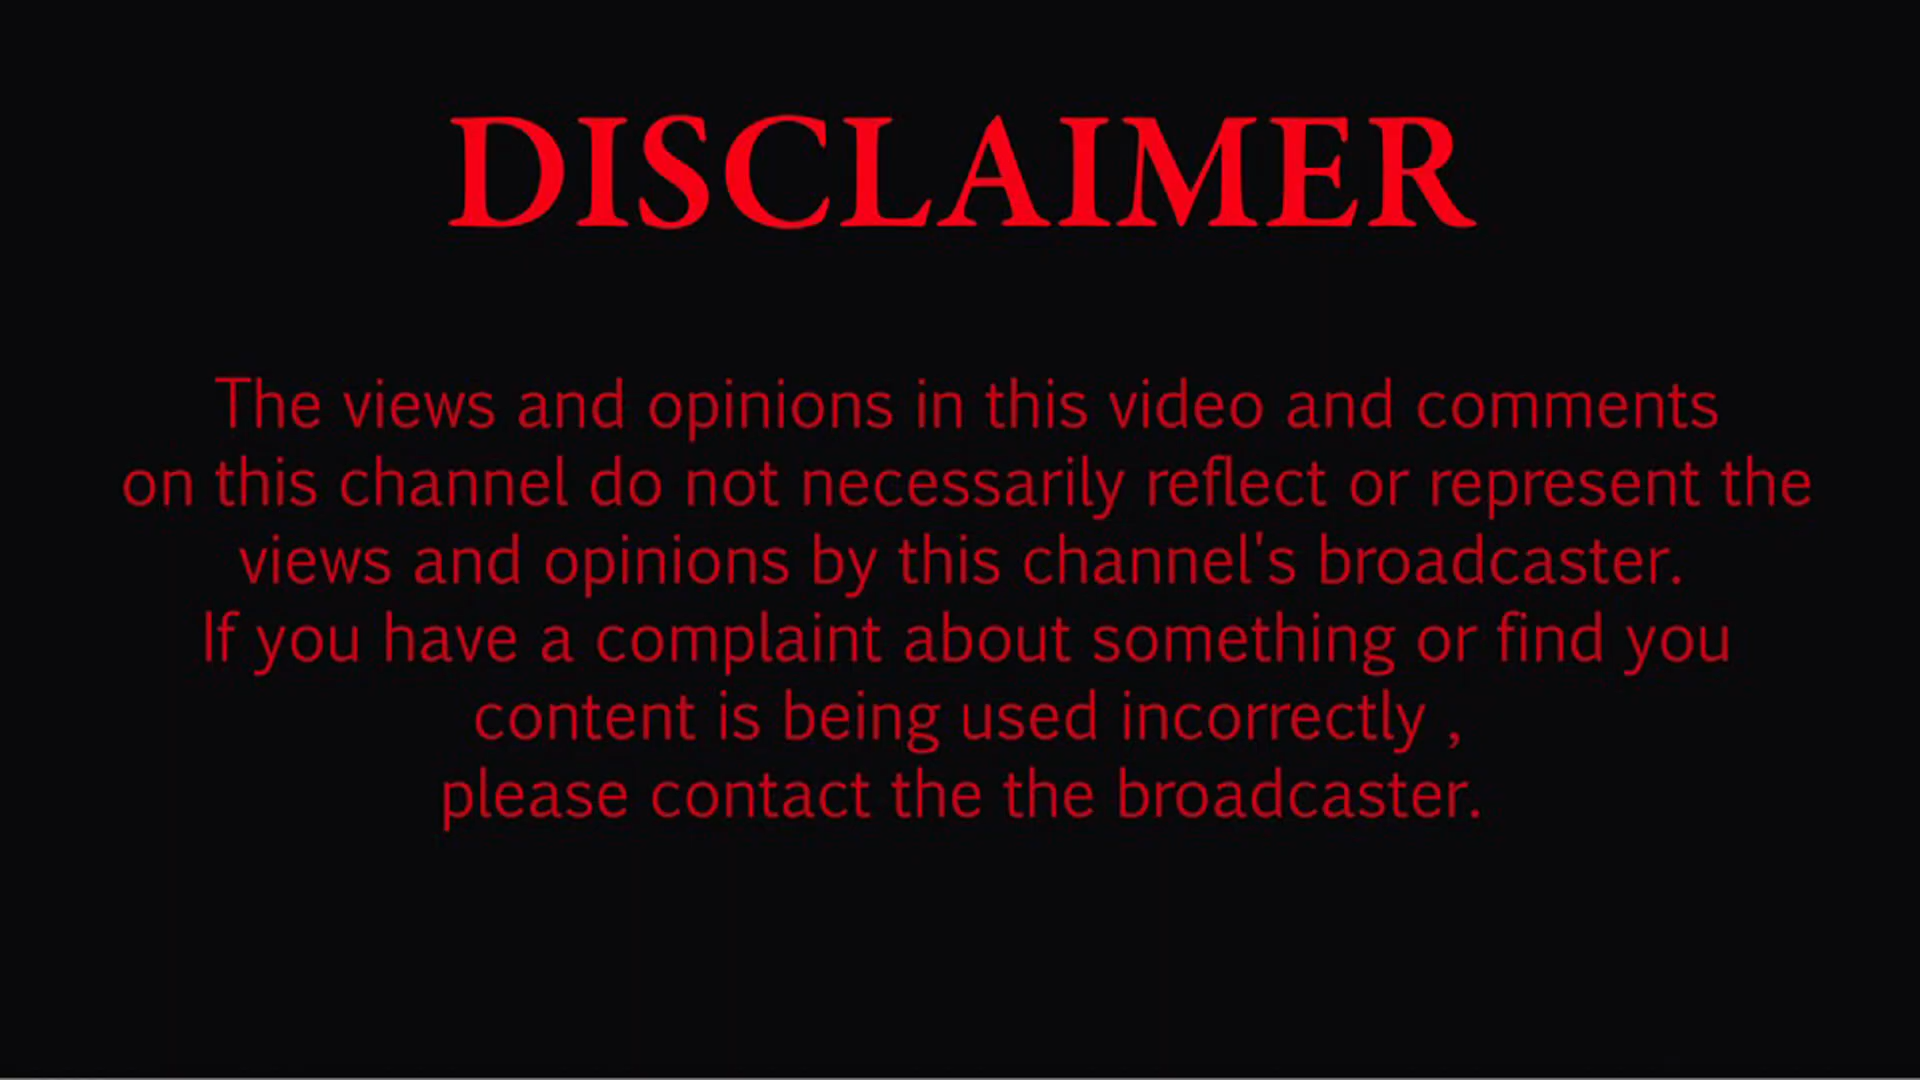 DISCLAIMER
The views and opinions in this video and comments
on this channel do not necessarily reflect or represent the
views and opinions by this channel's broadcaster.
If you have a complaint about something or find you
content is being used incorrectly ,
please contact the the broadcaster.